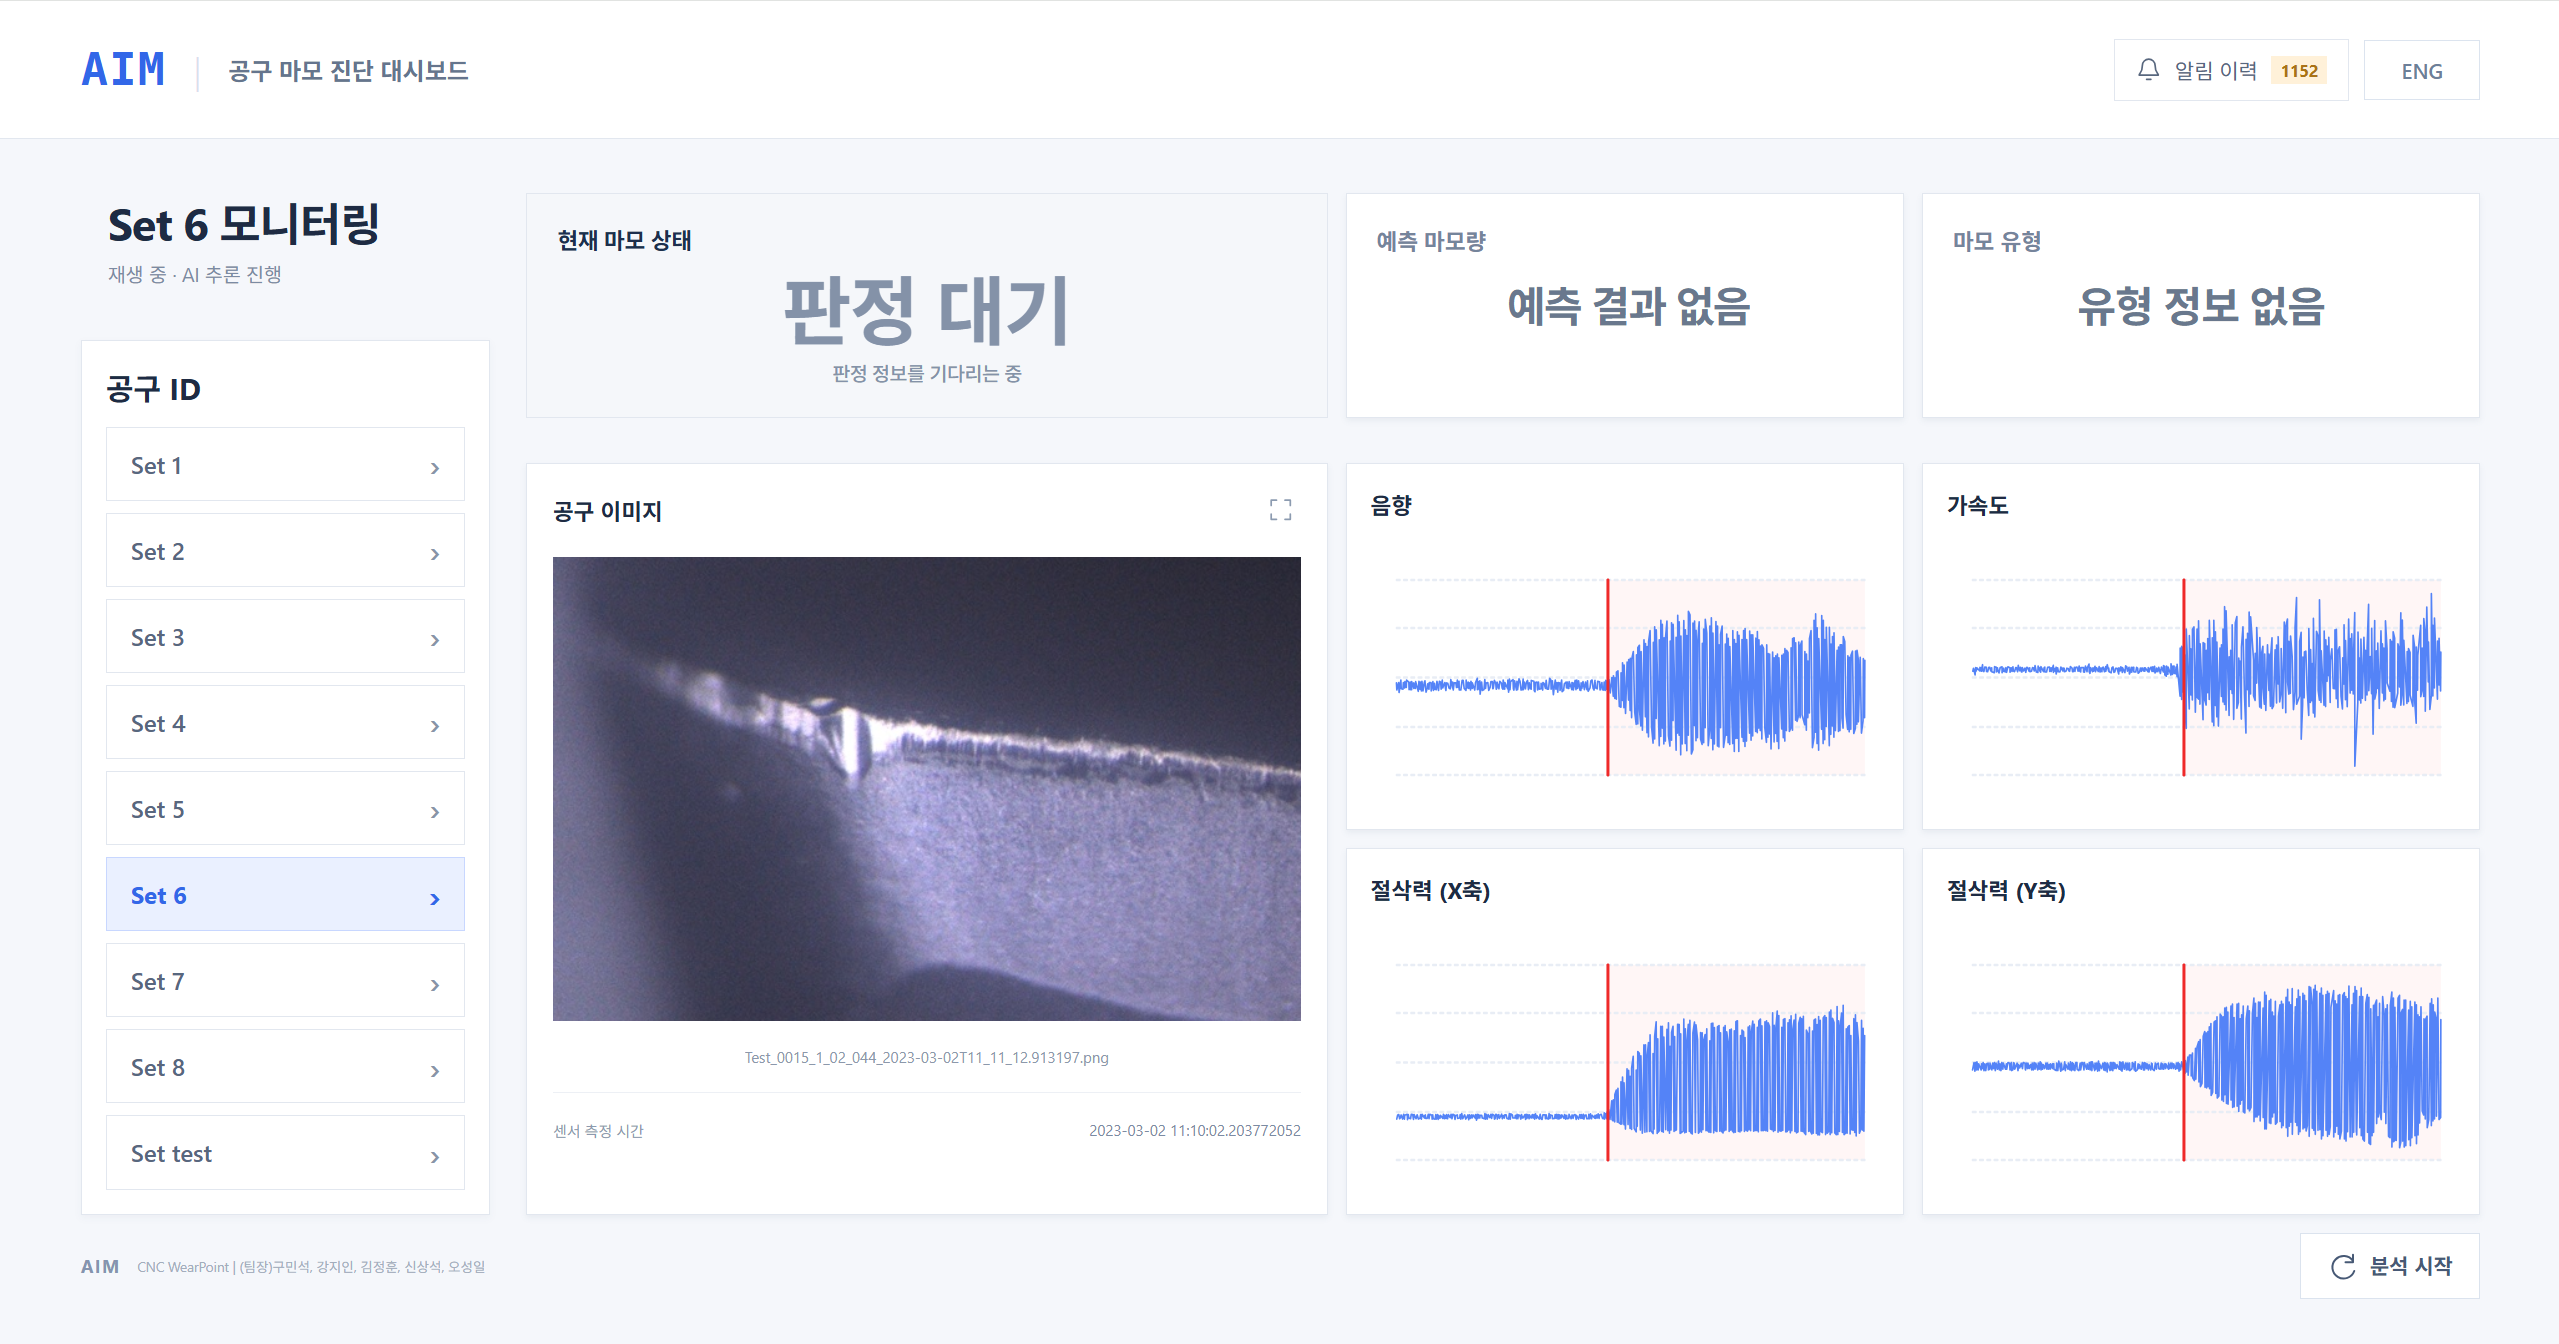 AIM
공구 마모 진단 대시보드
알림 이력 1152
ENG
Set 6 모니터링
재생 중 · AI 추론 진행
공구 ID
Set 1
Set 2
Set 3
Set 4
Set 5
Set 6
Set 7
Set 8
Set test
현재 마모 상태
판정 대기
판정 정보를 기다리는 중
예측 마모량
예측 결과 없음
마모 유형
유형 정보 없음
공구 이미지
Test_0015_1_02_044_2023-03-02T11_11_12.913197.png
센서 측정 시간 2023-03-02 11:10:02.203772052
음향
가속도
절삭력 (X축)
절삭력 (Y축)
AIM CNC WearPoint | (팀장)구민석, 강지인, 김정훈, 신상석, 오성일
분석 시작